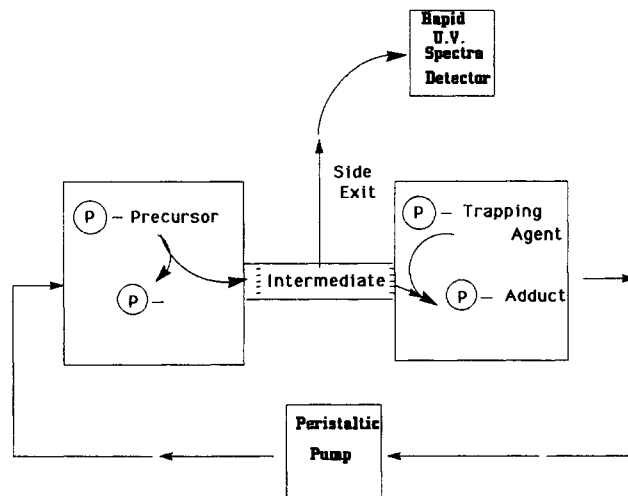 Rapid
U.V.
Spectra
Detector
Side
Exit
P – Precursor
P –
Intermediate
P – Trapping
Agent
P – Adduct
Peristaltic
Pump